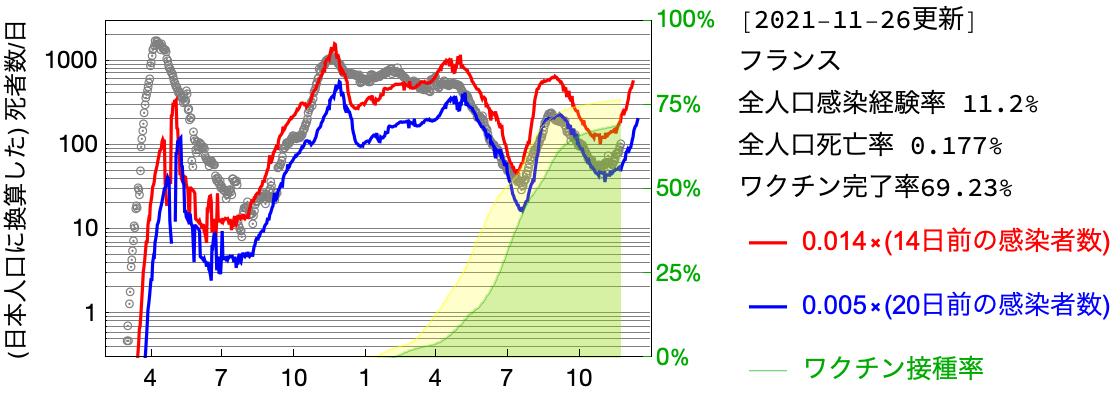 (日本人口に換算した) 死者数/日
1000
100
10
1
100%
75%
50%
25%
0%
4 7 10 1 4 7 10
[2021-11-26更新]
フランス
全人口感染経験率 11.2%
全人口死亡率 0.177%
ワクチン完了率69.23%
0.014×(14日前の感染者数)
0.005×(20日前の感染者数)
ワクチン接種率